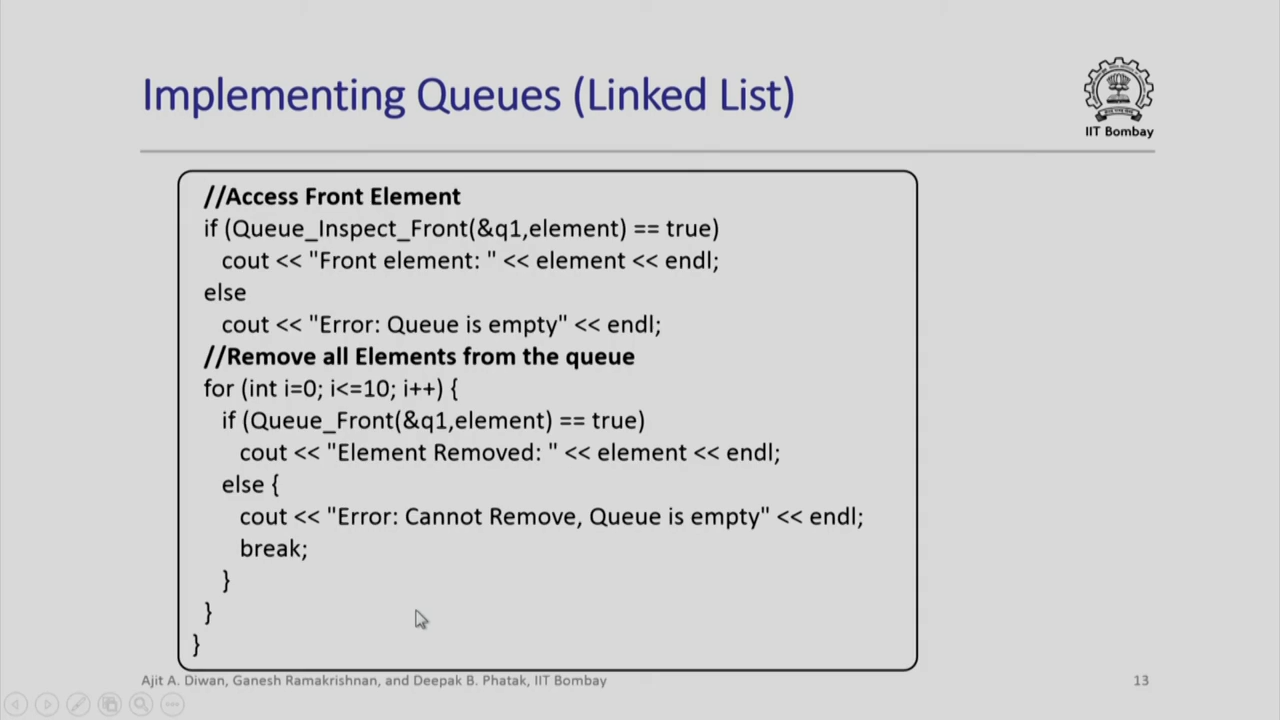 Implementing Queues (Linked List)
IIT Bombay
//Access Front Element
if (Queue_Inspect_Front(&q1,element) == true)
cout << "Front element: " << element << endl;
else
cout << "Error: Queue is empty" << endl;
//Remove all Elements from the queue
for (int i=0; i<=10; i++) {
if (Queue_Front(&q1,element) == true)
cout << "Element Removed: " << element << endl;
else {
cout << "Error: Cannot Remove, Queue is empty" << endl;
break;
}
}
}
Ajit A. Diwan, Ganesh Ramakrishnan, and Deepak B. Phatak, IIT Bombay
13